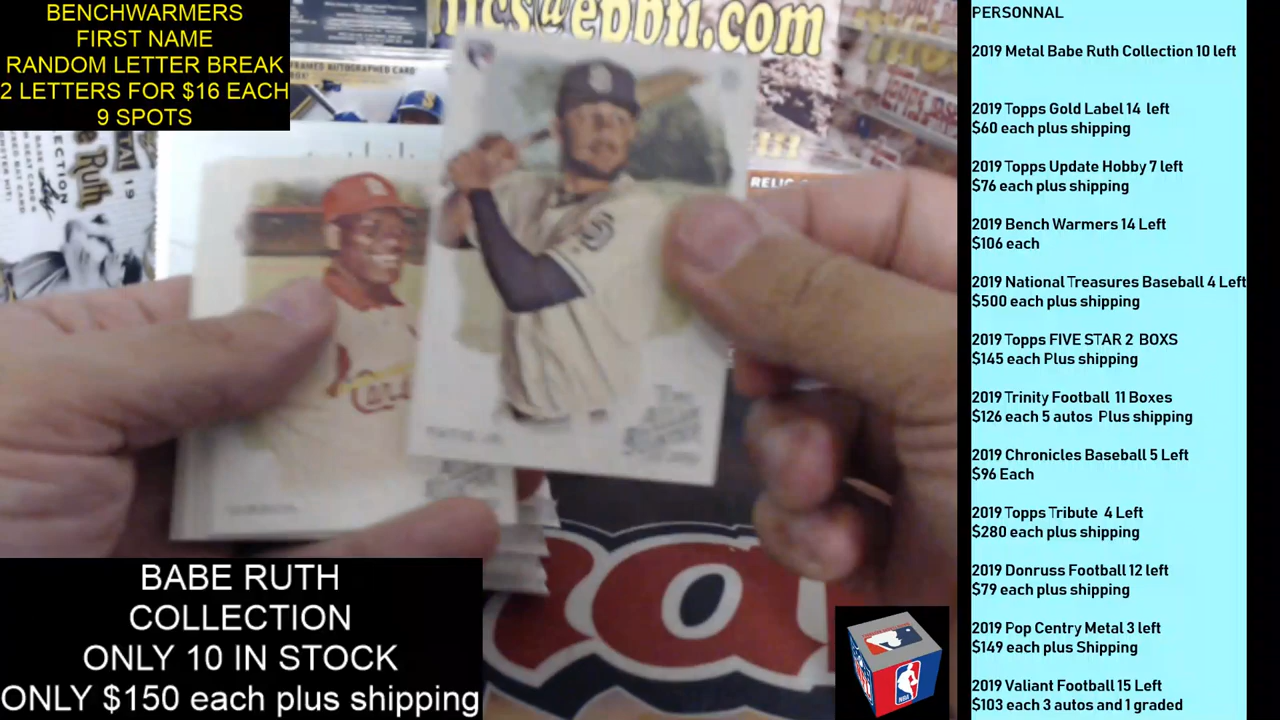 BENCHWARMERS
FIRST NAME
RANDOM LETTER BREAK
2 LETTERS FOR $16 EACH
9 SPOTS
FRAMED AUTOGRAPHED CARD
BABE RUTH
COLLECTION
ONLY 10 IN STOCK
ONLY $150 each plus shipping
PERSONNAL
2019 Metal Babe Ruth Collection 10 left
2019 Topps Gold Label 14 left
$60 each plus shipping
2019 Topps Update Hobby 7 left
$76 each plus shipping
2019 Bench Warmers 14 Left
$106 each
2019 National Treasures Baseball 4 Left
$500 each plus shipping
2019 Topps FIVE STAR 2 BOXS
$145 each Plus shipping
2019 Trinity Football 11 Boxes
$126 each 5 autos Plus shipping
2019 Chronicles Baseball 5 Left
$96 Each
2019 Topps Tribute 4 Left
$280 each plus shipping
2019 Donruss Football 12 left
$79 each plus shipping
2019 Pop Centry Metal 3 left
$149 each plus Shipping
2019 Valiant Football 15 Left
$103 each 3 autos and 1 graded